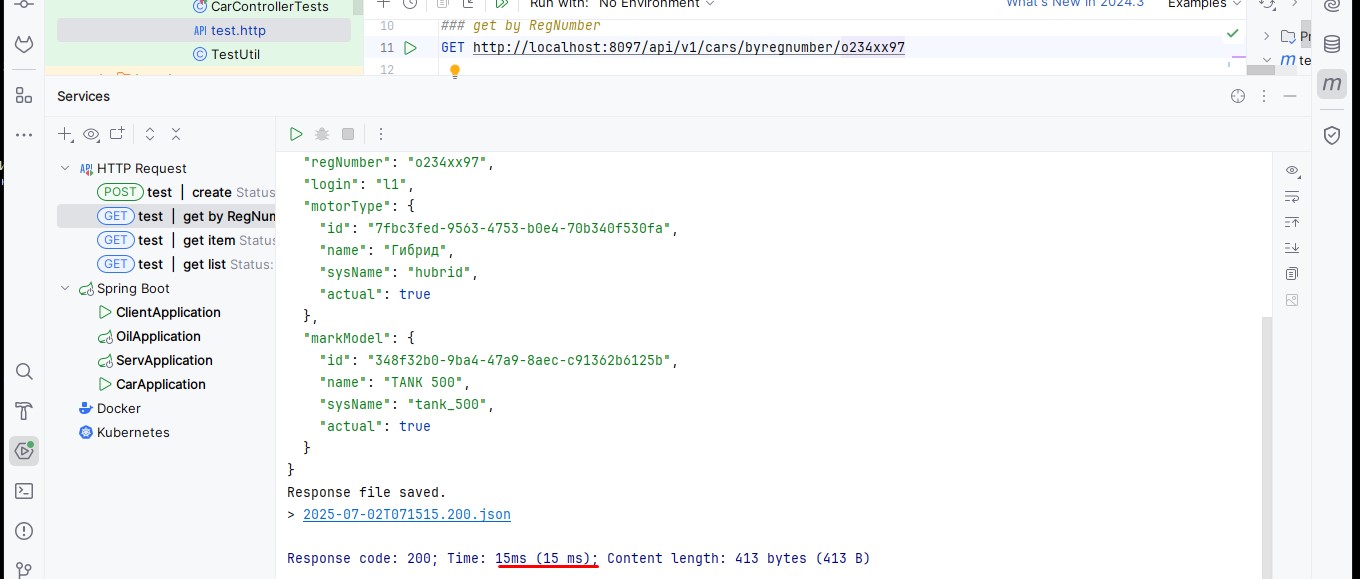 CarControllerTests
test.http
TestUtil
Run with: No Environment
What's New in 2024.3
Examples
10 ### get by RegNumber
11 GET http://localhost:8097/api/v1/cars/byregnumber/o234xx97
12
Services
HTTP Request
POST test | create Status
GET test | get by RegNum
GET test | get item Status
GET test | get list Status:
Spring Boot
ClientApplication
OilApplication
ServApplication
CarApplication
Docker
Kubernetes
"regNumber": "o234xx97",
"login": "l1",
"motorType": {
"id": "7fbc3fed-9563-4753-b0e4-70b340f530fa",
"name": "Гибрид",
"sysName": "hubrid",
"actual": true
},
"markModel": {
"id": "348f32b0-9ba4-47a9-8aec-c91362b6125b",
"name": "TANK 500",
"sysName": "tank_500",
"actual": true
}
}
Response file saved.
> 2025-07-02T071515.200.json
Response code: 200; Time: 15ms (15 ms); Content length: 413 bytes (413 B)